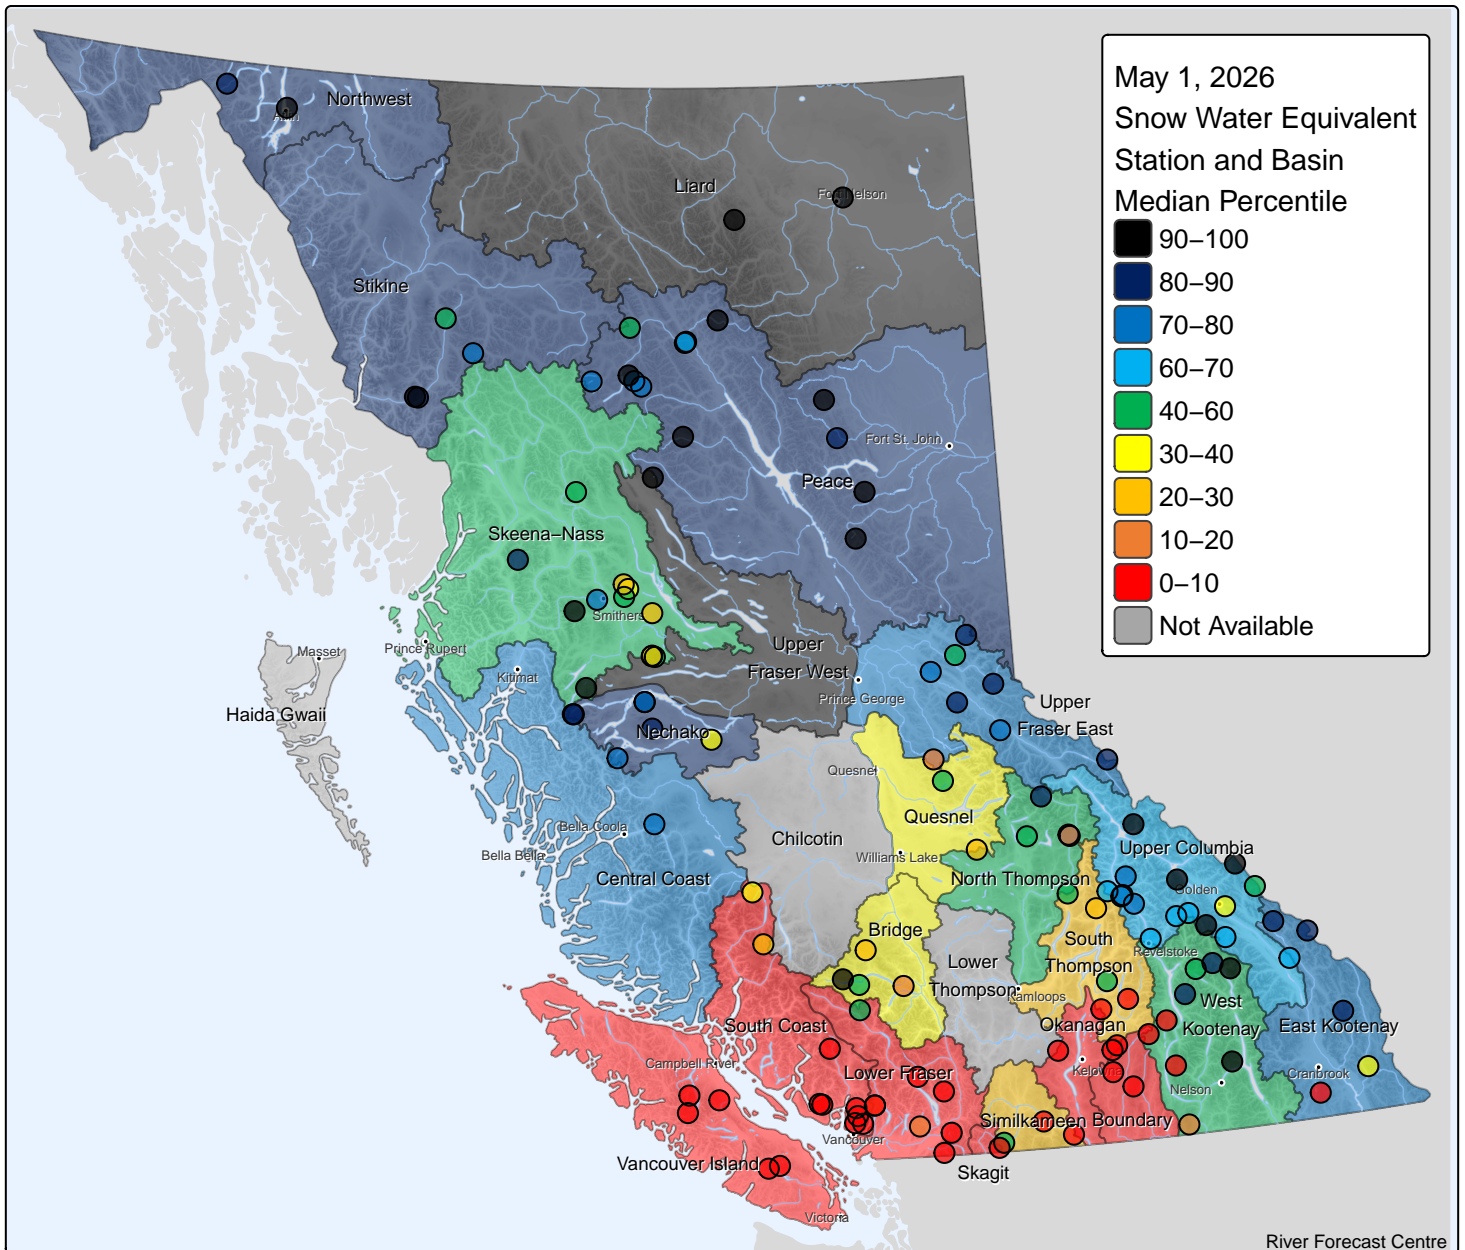 May 1, 2026
Snow Water Equivalent
Station and Basin
Median Percentile
90–100
80–90
70–80
60–70
40–60
30–40
20–30
10–20
0–10
Not Available
Northwest
Atlin
Liard
Fort Nelson
Stikine
Fort St. John
Peace
Skeena–Nass
Smithers
Upper
Fraser West
Prince Rupert
Masset
Kitimat
Prince George
Haida Gwaii
Nechako
Upper
Fraser East
Quesnel
Quesnel
Bella Coola
Chilcotin
Bella Bella
Williams Lake
Upper Columbia
Central Coast
North Thompson
Golden
Bridge
South
Thompson
Revelstoke
Lower
Thompson
Kamloops
West
Kootenay
South Coast
Okanagan
East Kootenay
Campbell River
Lower Fraser
Kelowna
Cranbrook
Nelson
Similkameen
Boundary
Vancouver
Vancouver Island
Skagit
Victoria
River Forecast Centre